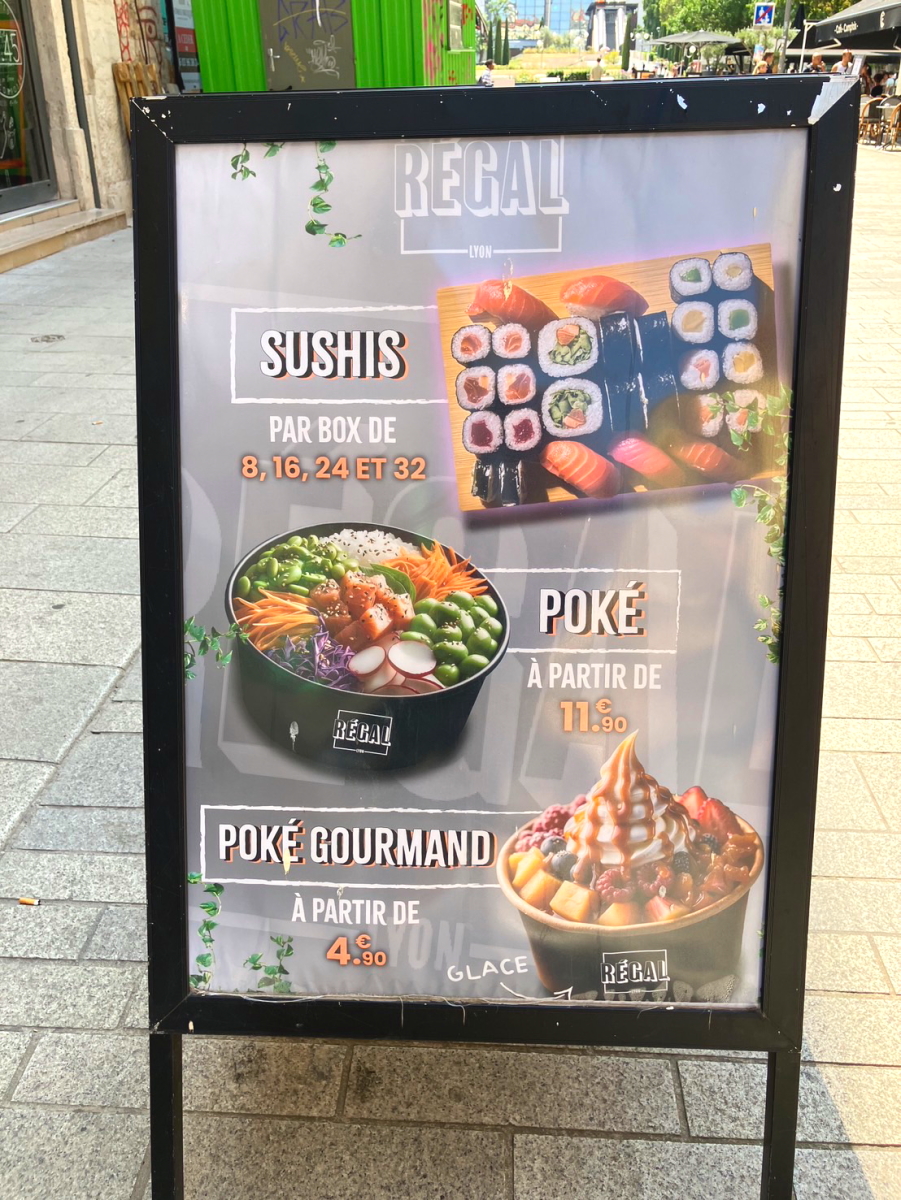 RÉGAL
LYON
SUSHIS
PAR BOX DE
8, 16, 24 ET 32
POKÉ
À PARTIR DE
11.€90
RÉGAL
POKÉ GOURMAND
À PARTIR DE
4.€90
LYON
GLACE
RÉGAL